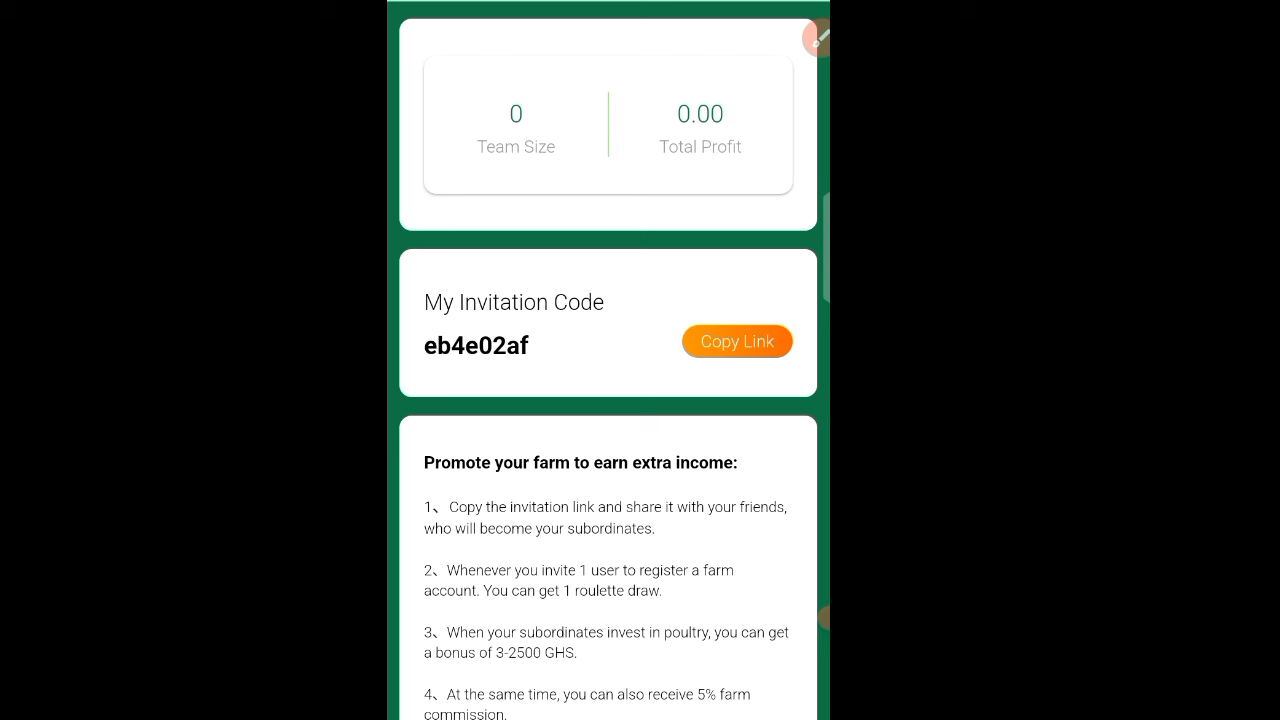 0
0.00
Team Size
Total Profit
My Invitation Code
eb4e02af
Copy Link
Promote your farm to earn extra income:
1、 Copy the invitation link and share it with your friends,
who will become your subordinates.
2、Whenever you invite 1 user to register a farm
account. You can get 1 roulette draw.
3、When your subordinates invest in poultry, you can get
a bonus of 3-2500 GHS.
4、At the same time, you can also receive 5% farm
commission.